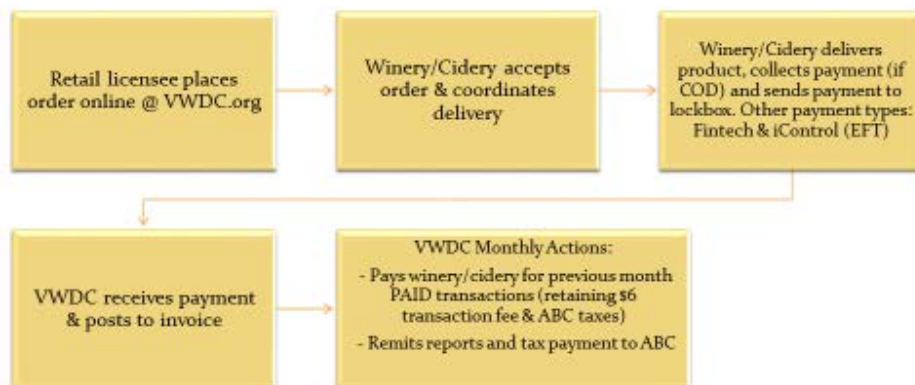 Retail licensee places
order online @ VWDC.org
Winery/Cidery accepts
order & coordinates
delivery
Winery/Cidery delivers
product, collects payment (if
COD) and sends payment to
lockbox. Other payment types:
Fintech & iControl (EFT)
VWDC receives payment
& posts to invoice
VWDC Monthly Actions:
- Pays winery/cidery for previous month
PAID transactions (retaining $6
transaction fee & ABC taxes)
- Remits reports and tax payment to ABC